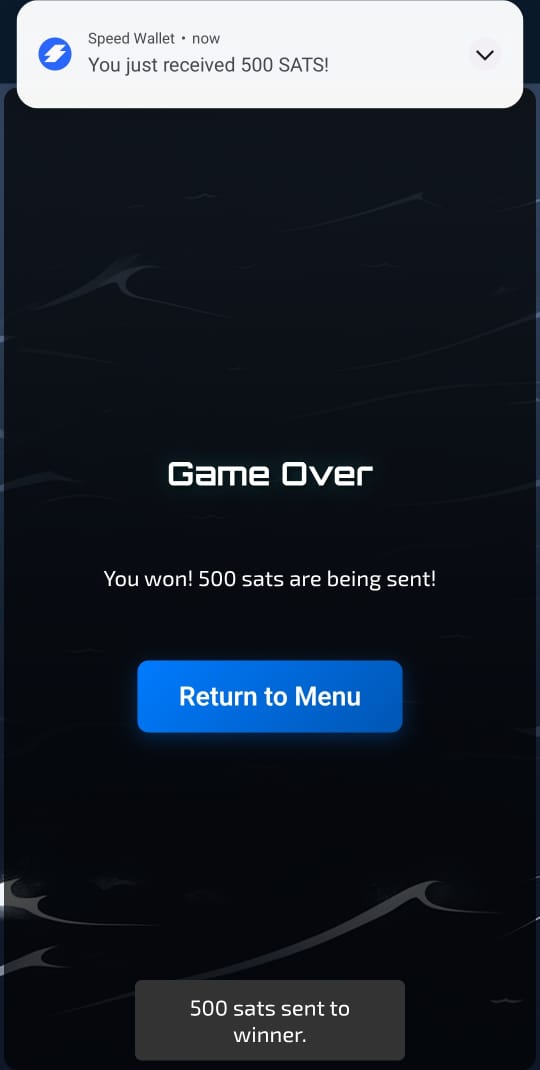 Speed Wallet • now
You just received 500 SATS!
Game Over
You won! 500 sats are being sent!
Return to Menu
500 sats sent to
winner.